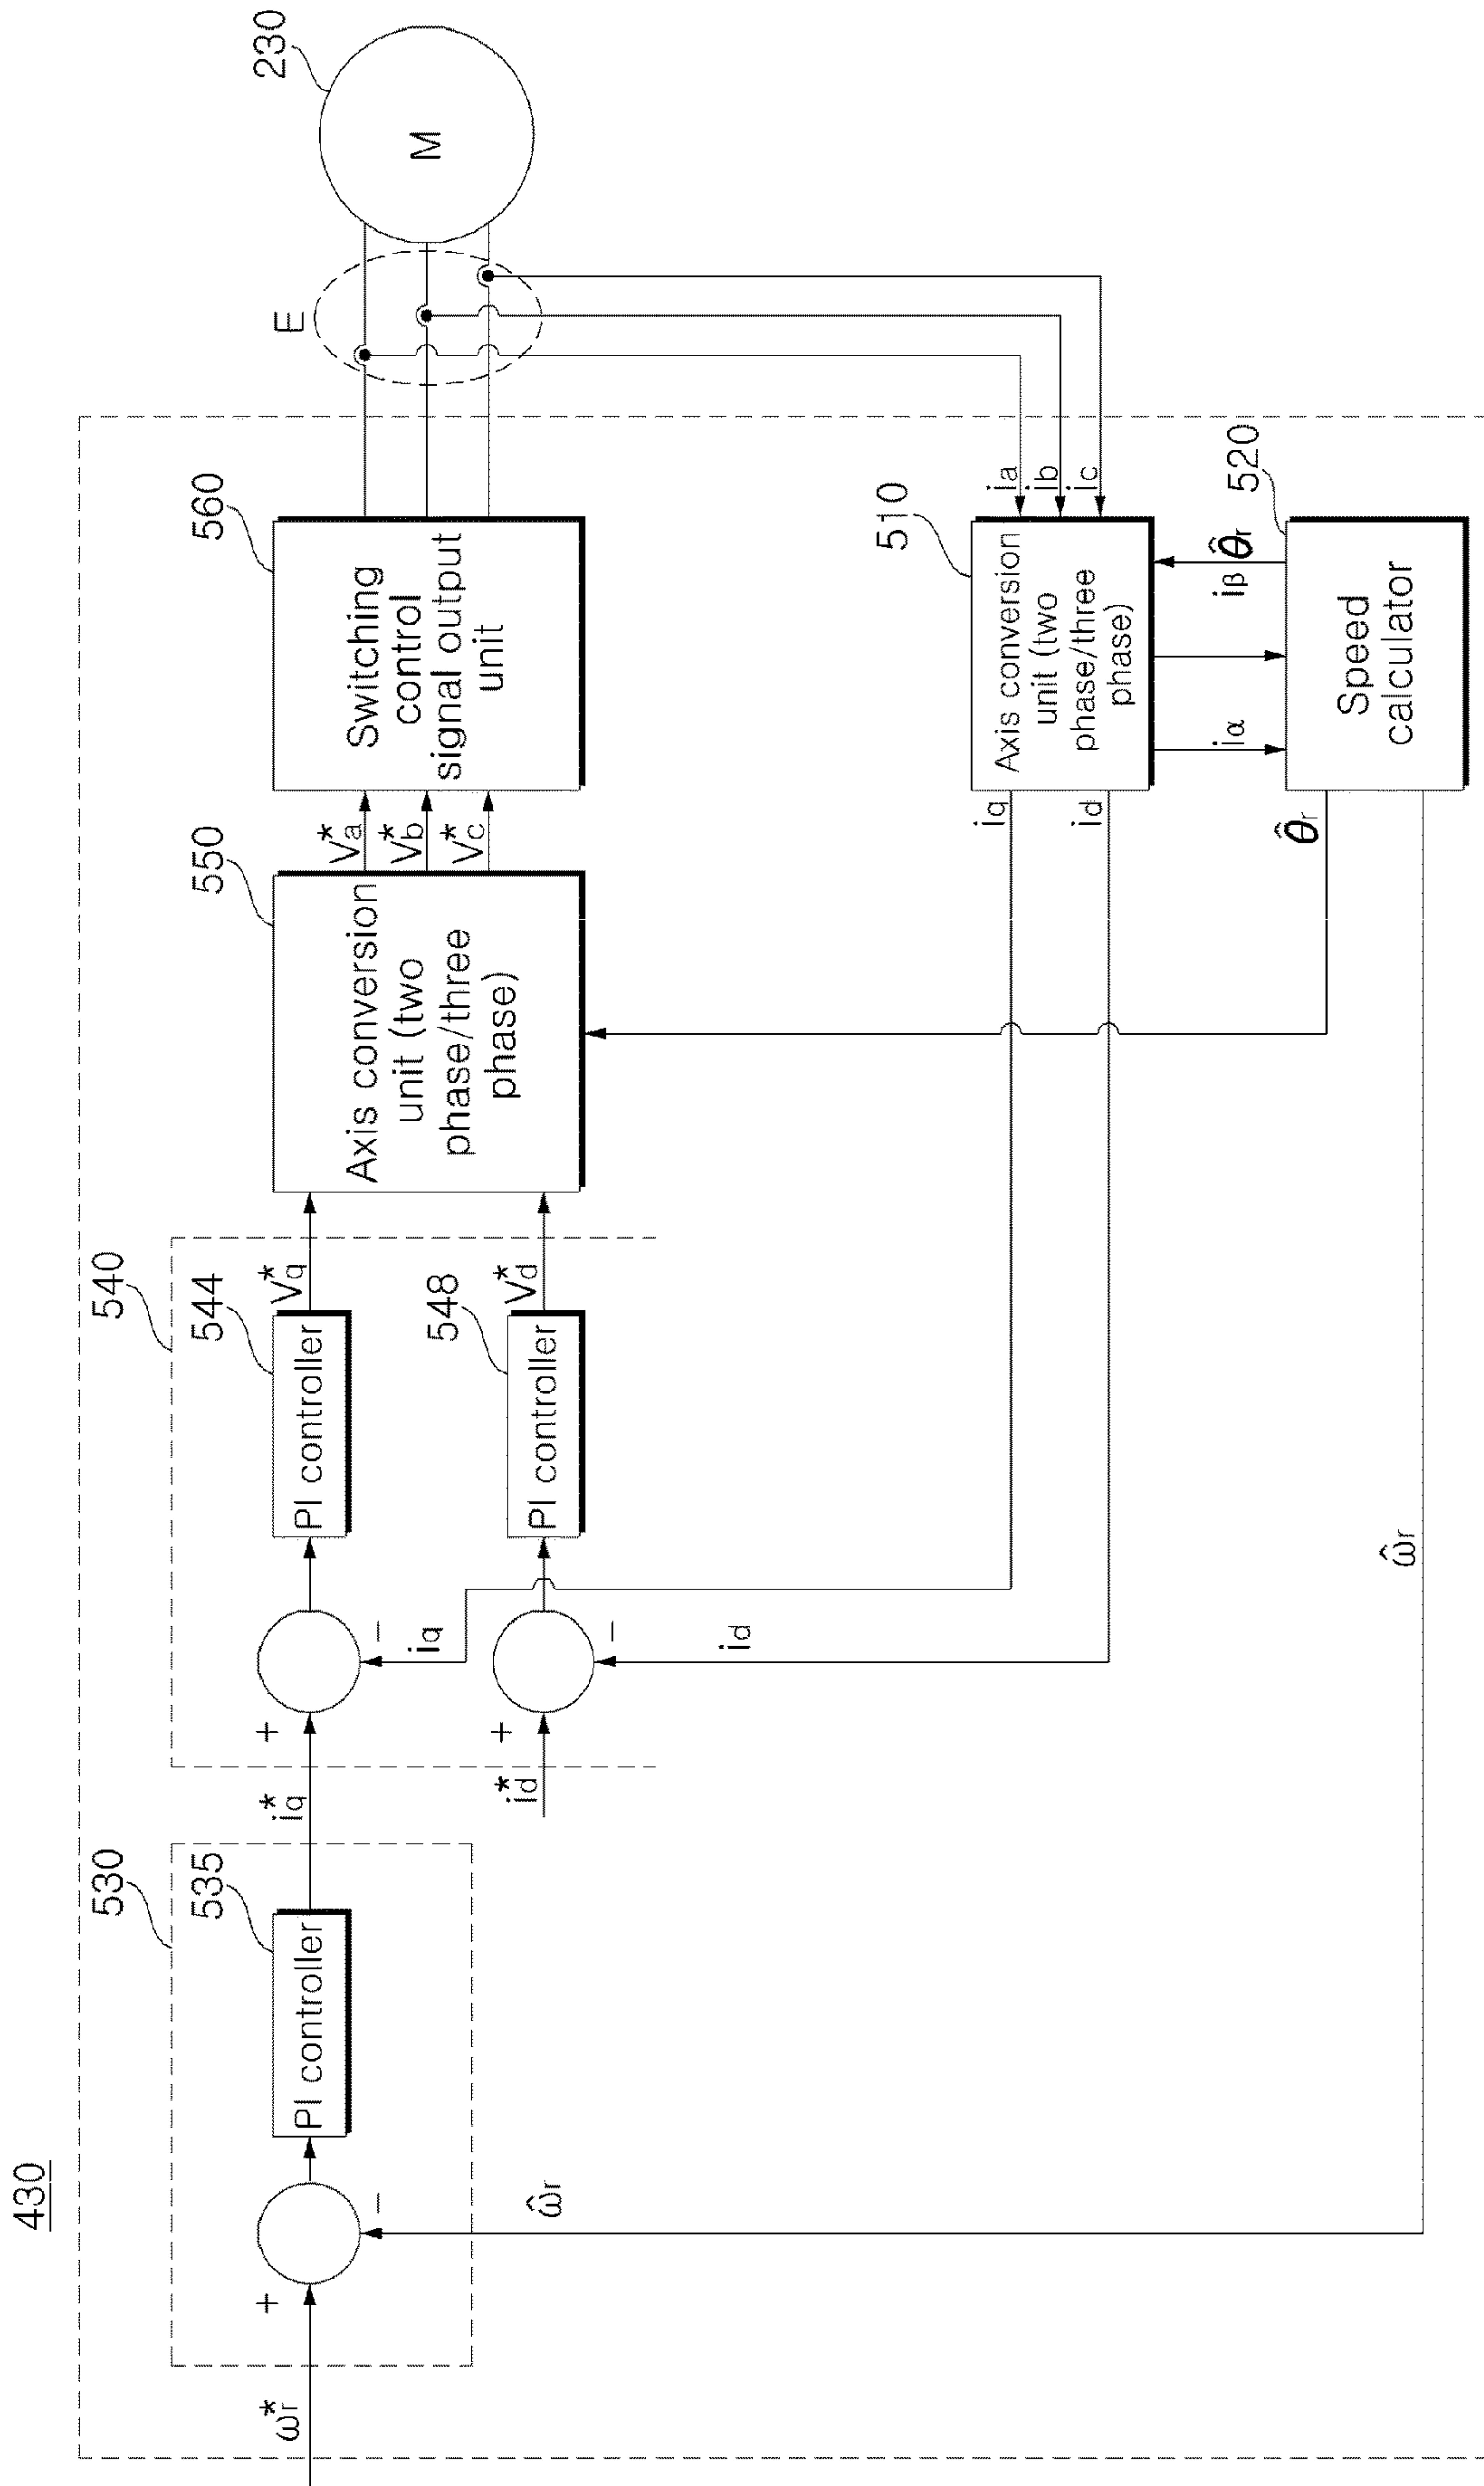 430
530
535
PI controller
540
544
PI controller
548
PI controller
550
Axis conversion
unit (two
phase/three
phase)
560
Switching
control
signal output
unit
E
230
M
ω*r
+
−
ω̂r
i*q
+
−
iq
i*d
+
−
id
V*q
V*d
V*a
V*b
V*c
510
Axis conversion
unit (two
phase/three
phase)
ia
ib
ic
iq
id
iα
iβ
θ̂r
520
Speed
calculator
θ̂r
ω̂r